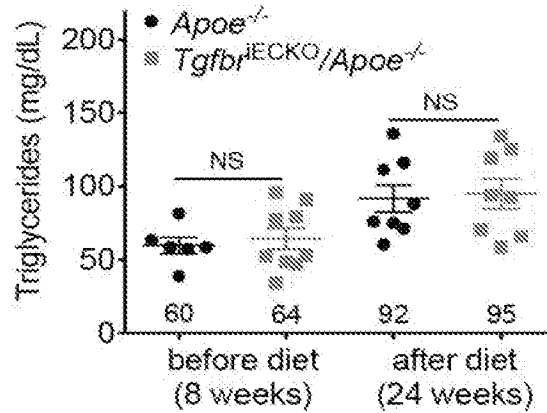 Apoe-/-
TgfbriECKO/Apoe-/-
Triglycerides (mg/dL)
200
150
100
50
0
NS
NS
60
64
92
95
before diet
(8 weeks)
after diet
(24 weeks)